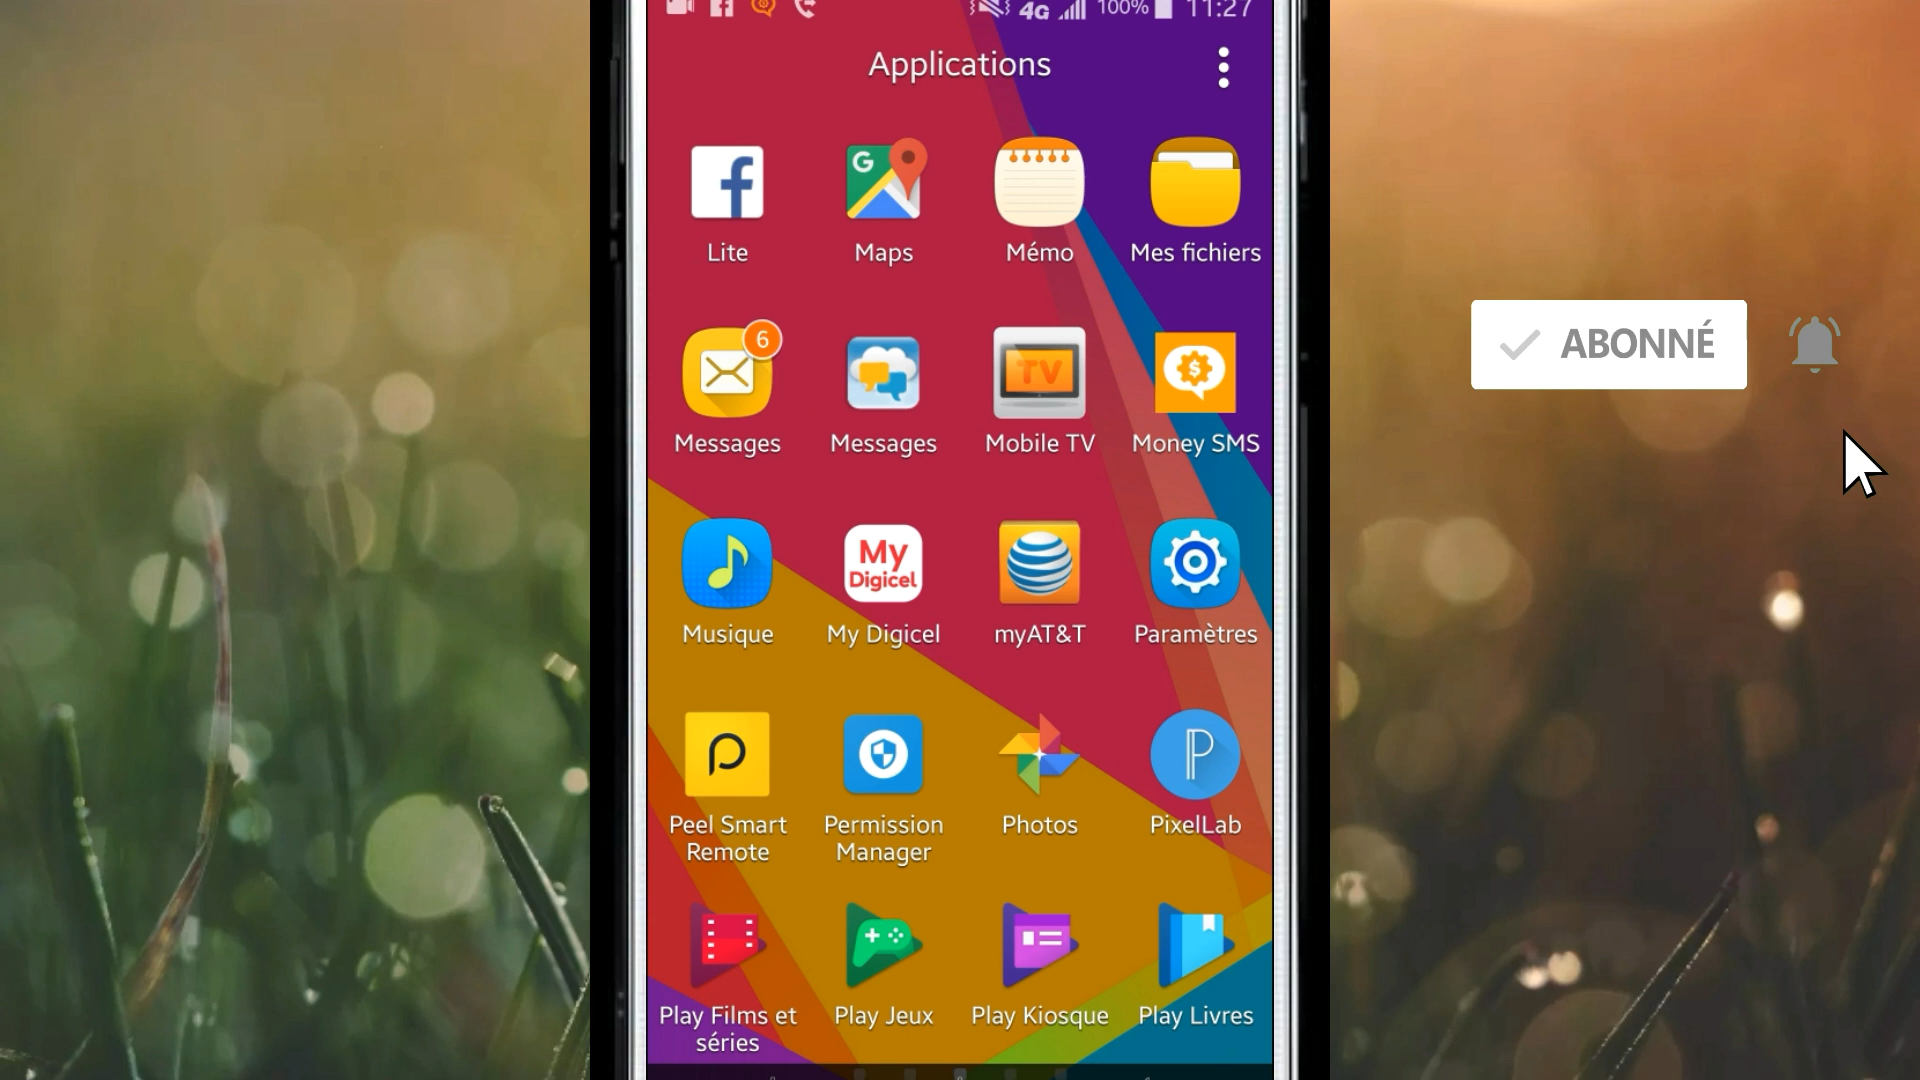 4G 100% 11:27
Applications
G
Lite Maps Mémo Mes fichiers
6
TV
$
Messages Messages Mobile TV Money SMS
ABONNÉ
My
Digicel
Musique My Digicel myAT&T Paramètres
Peel Smart Permission Photos PixelLab
Remote Manager
Play Films et Play Jeux Play Kiosque Play Livres
séries